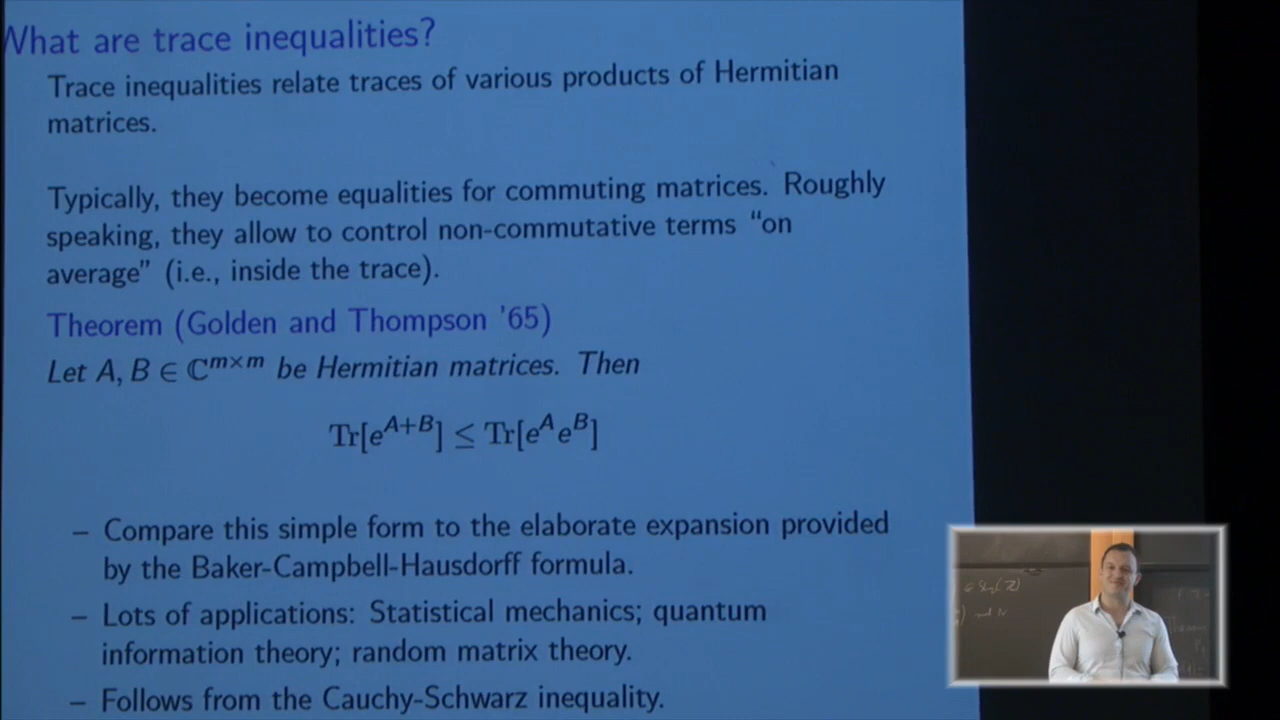 What are trace inequalities?
Trace inequalities relate traces of various products of Hermitian
matrices.
Typically, they become equalities for commuting matrices. Roughly
speaking, they allow to control non-commutative terms "on
average" (i.e., inside the trace).
Theorem (Golden and Thompson '65)
Let A, B ∈ ℂ^{m×m} be Hermitian matrices. Then
Tr[e^{A+B}] ≤ Tr[e^A e^B]
– Compare this simple form to the elaborate expansion provided
by the Baker-Campbell-Hausdorff formula.
– Lots of applications: Statistical mechanics; quantum
information theory; random matrix theory.
– Follows from the Cauchy-Schwarz inequality.